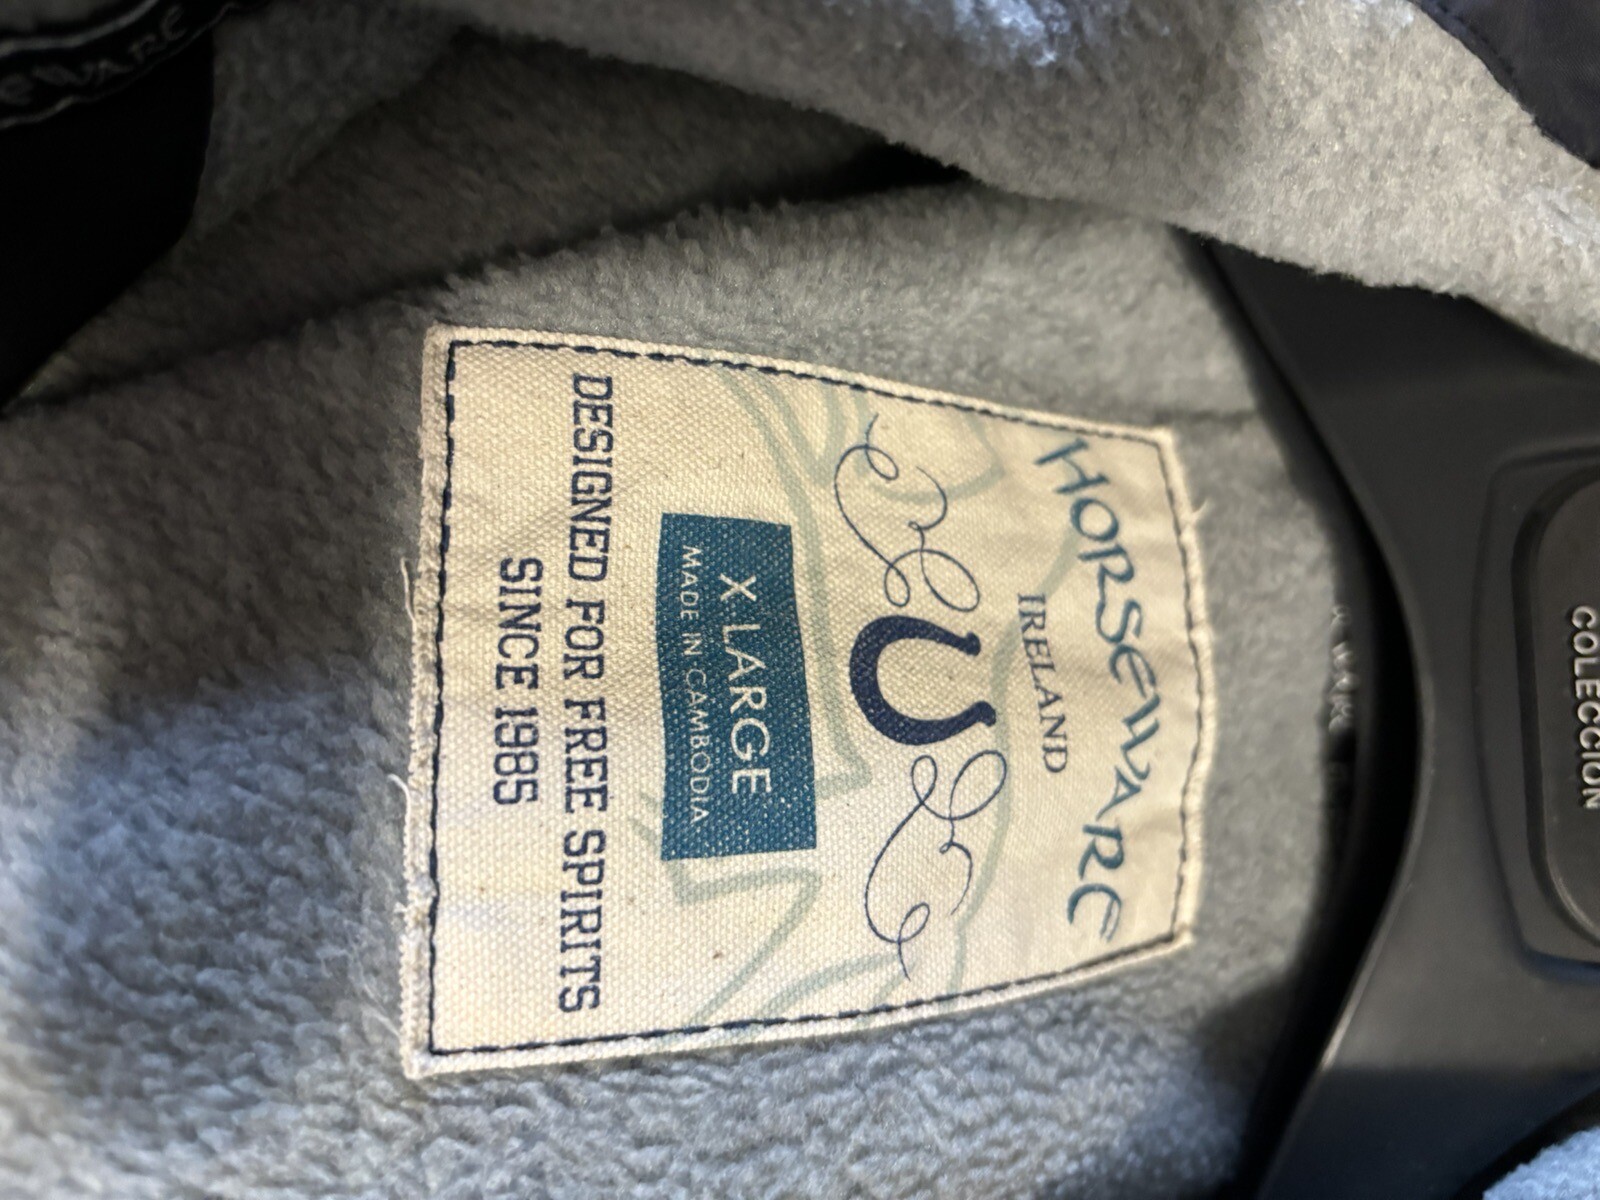 HORSEWARE
IRELAND
X-LARGE
MADE IN CAMBODIA
DESIGNED FOR FREE SPIRITS
SINCE 1985
COLECCION